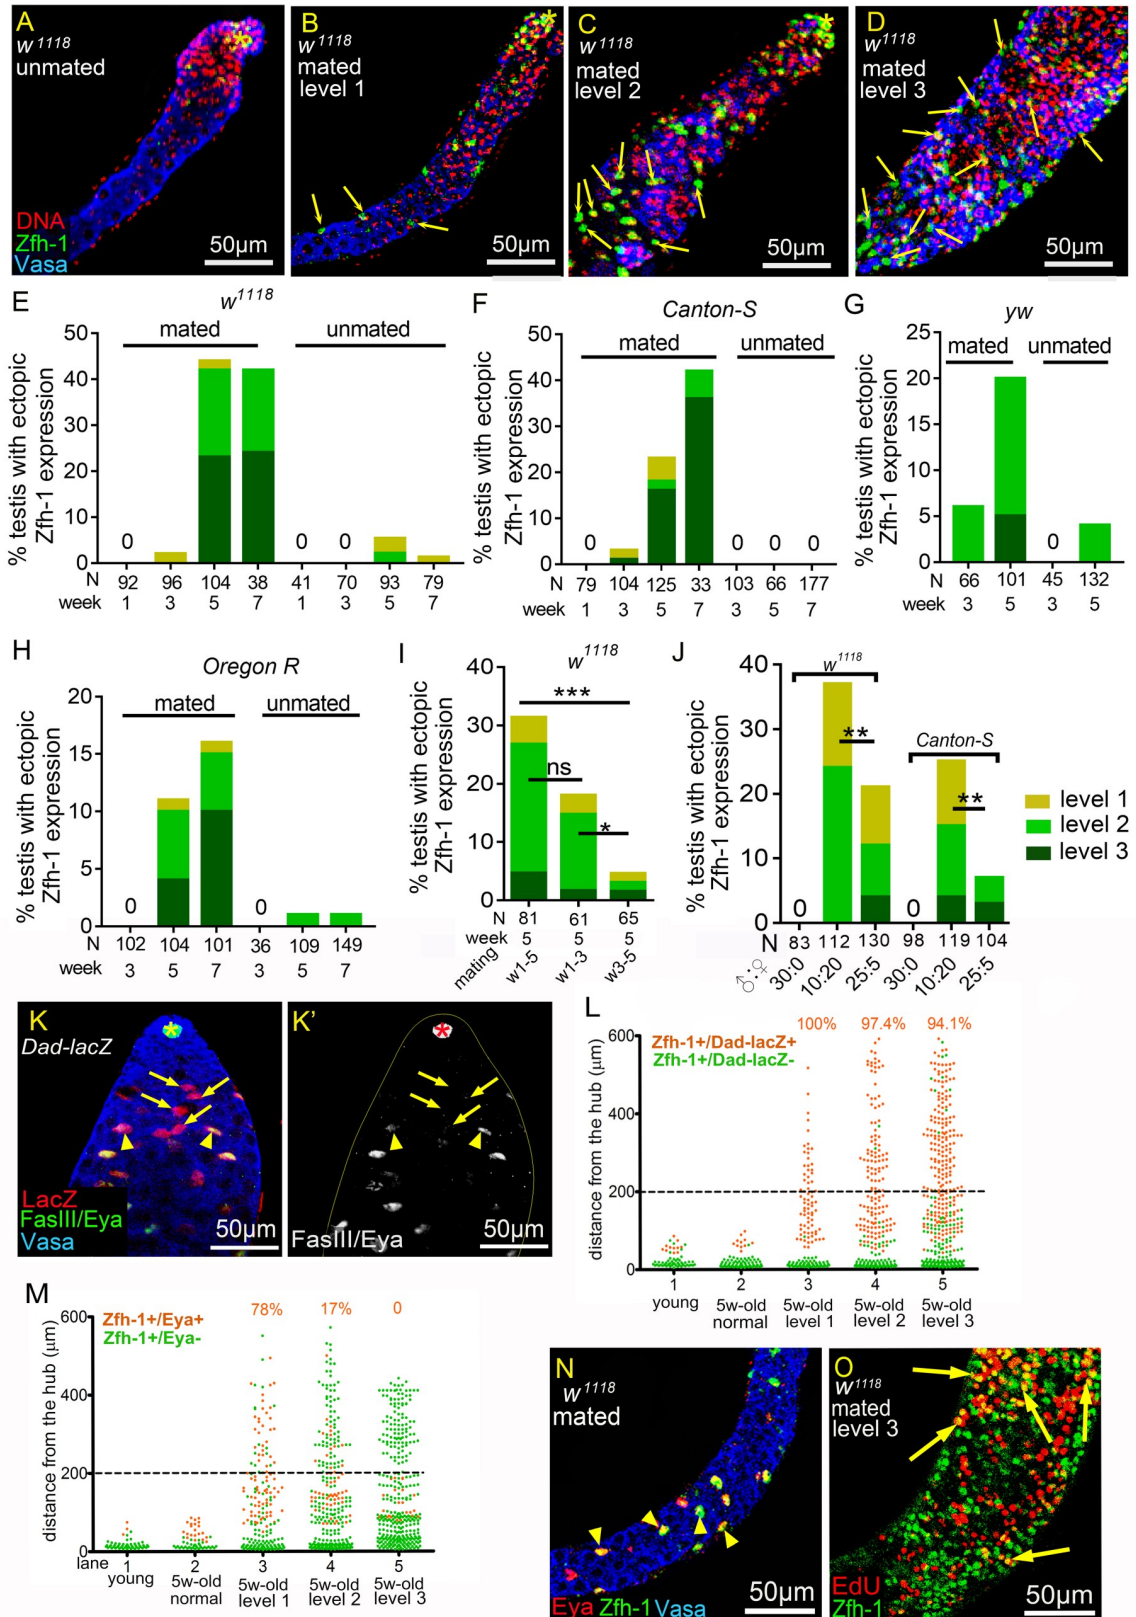 A
w1118
unmated
DNA
Zfh-1
Vasa
*
50µm
B
w1118
mated
level 1
*
50µm
C
w1118
mated
level 2
*
50µm
D
w1118
mated
level 3
50µm
E
w1118
mated
unmated
% testis with ectopic
Zfh-1 expression
50
40
30
20
10
0
0
0
0
N 92 96 104 38 41 70 93 79
week 1 3 5 7 1 3 5 7
F
Canton-S
mated
unmated
% testis with ectopic
Zfh-1 expression
50
40
30
20
10
0
0
0 0 0
N 79 104 125 33 103 66 177
week 1 3 5 7 3 5 7
G
yw
mated unmated
% testis with ectopic
Zfh-1 expression
25
20
15
10
5
0
0
N 66 101 45 132
week 3 5 3 5
H
Oregon R
mated
unmated
% testis with ectopic
Zfh-1 expression
20
15
10
5
0
0
0
N 102 104 101 36 109 149
week 3 5 7 3 5 7
I
w1118
% testis with ectopic
Zfh-1 expression
40
30
20
10
0
***
ns
*
N 81 61 65
week 5 5 5
mating w1-5 w1-3 w3-5
J
w1118
Canton-S
% testis with ectopic
Zfh-1 expression
40
30
20
10
0
**
**
0
0
N 83 112 130 98 119 104
♂:♀ 30:0 10:20 25:5 30:0 10:20 25:5
level 1
level 2
level 3
K
Dad-lacZ
*
LacZ
FasIII/Eya
Vasa
50µm
K'
*
FasIII/Eya
50µm
L
Zfh-1+/Dad-lacZ+
Zfh-1+/Dad-lacZ-
100% 97.4% 94.1%
distance from the hub (µm)
600
400
200
0
1 2 3 4 5
young
5w-old
normal
5w-old
level 1
5w-old
level 2
5w-old
level 3
M
Zfh-1+/Eya+
Zfh-1+/Eya-
78% 17% 0
distance from the hub (µm)
600
400
200
0
lane 1 2 3 4 5
young
5w-old
normal
5w-old
level 1
5w-old
level 2
5w-old
level 3
N
w1118
mated
Eya Zfh-1 Vasa
50µm
O
w1118
mated
level 3
EdU
Zfh-1
50µm